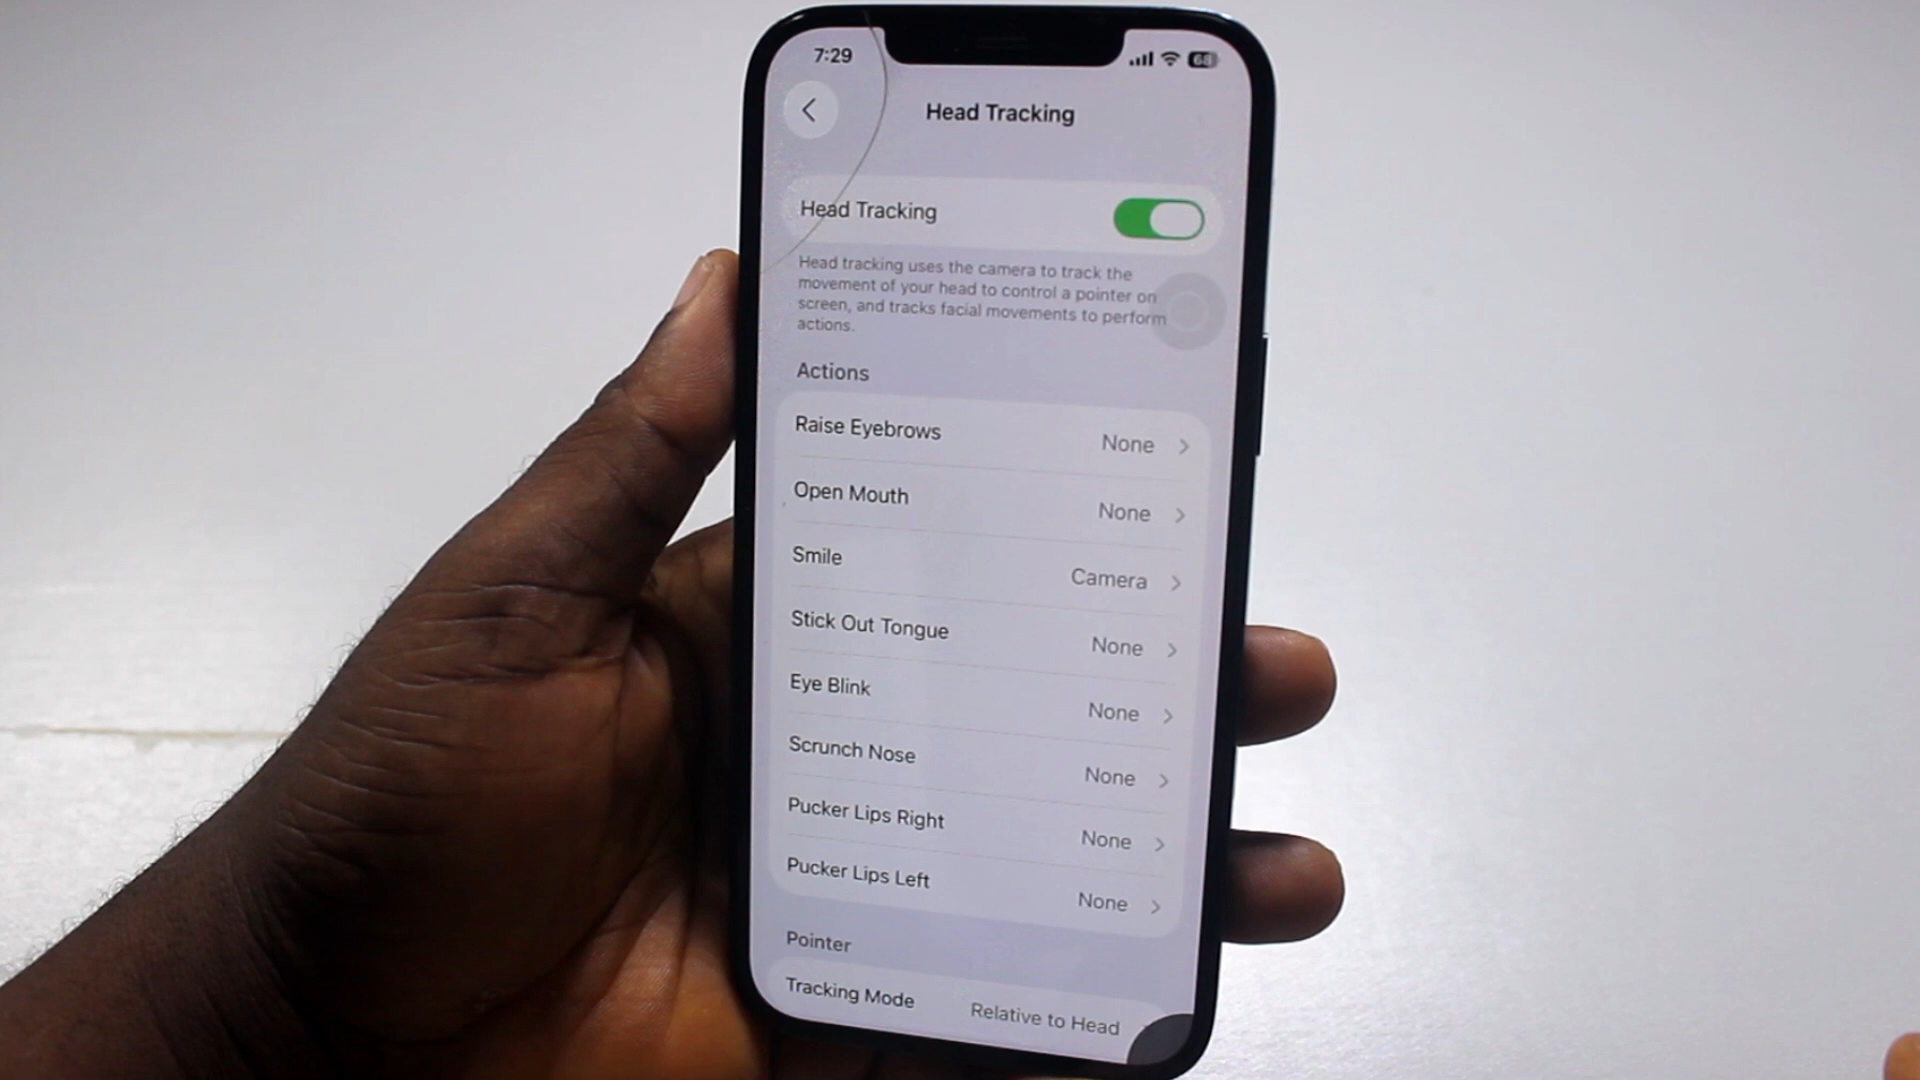 7:29
68
Head Tracking
Head Tracking
Head tracking uses the camera to track the
movement of your head to control a pointer on
screen, and tracks facial movements to perform
actions.
Actions
Raise Eyebrows None
Open Mouth None
Smile Camera
Stick Out Tongue None
Eye Blink None
Scrunch Nose None
Pucker Lips Right None
Pucker Lips Left None
Pointer
Tracking Mode Relative to Head